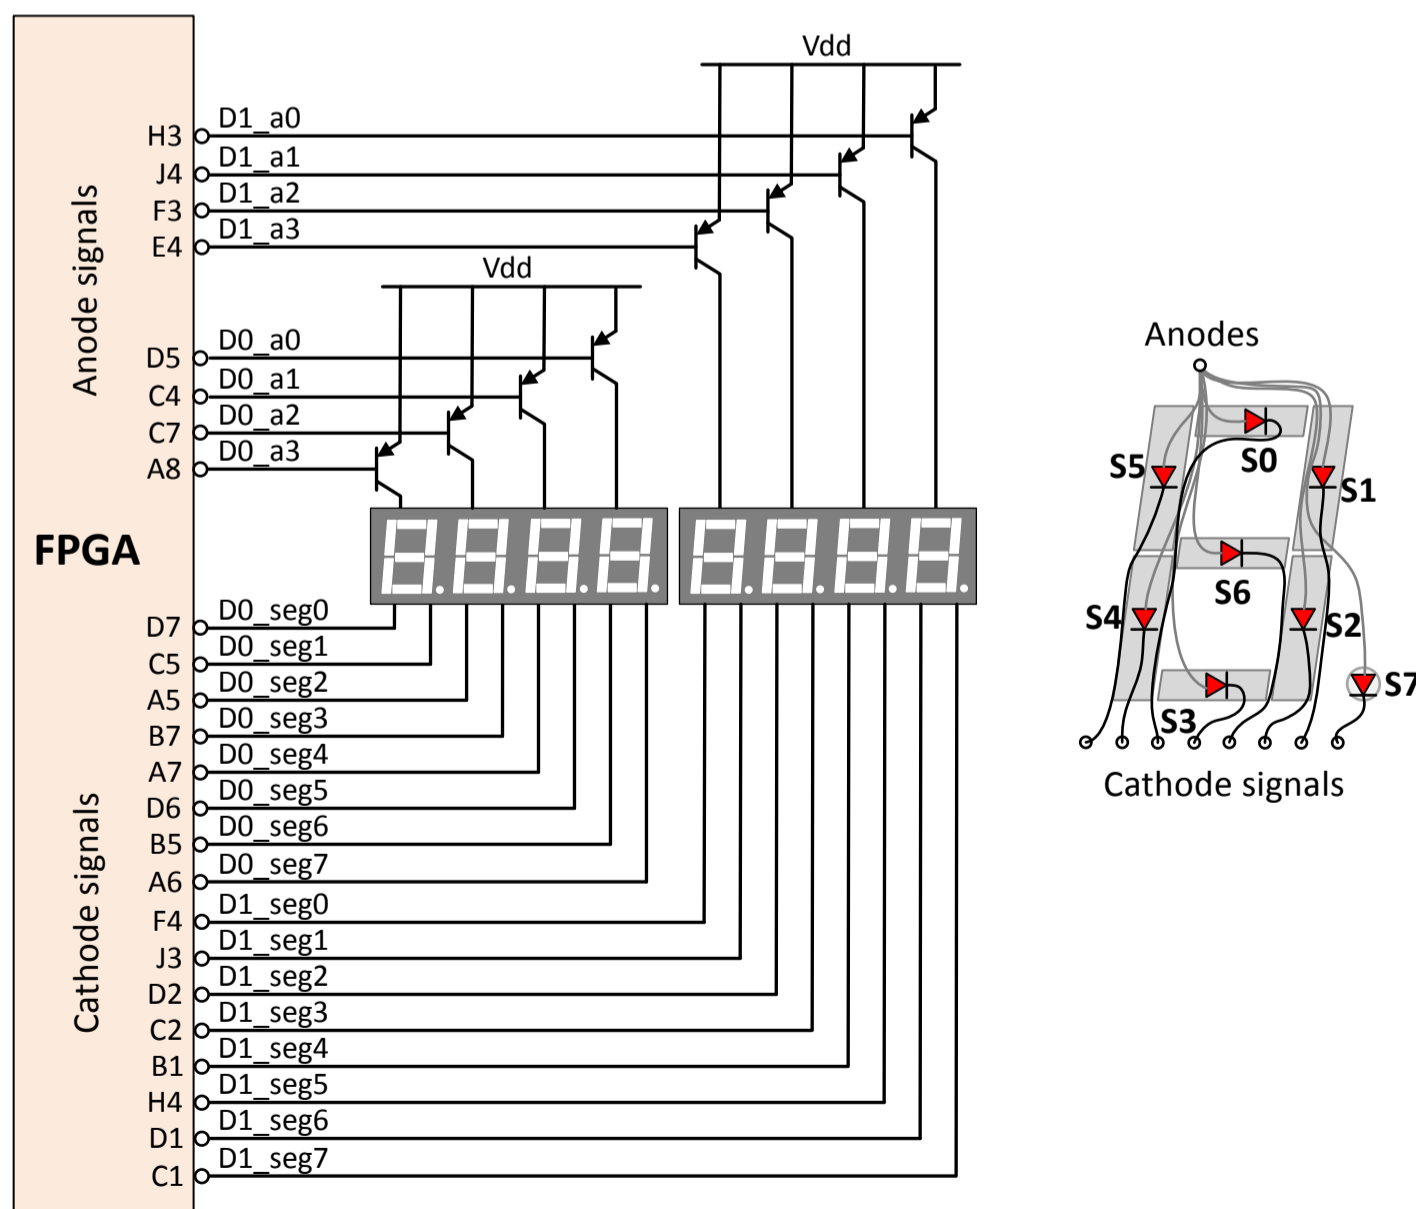 Vdd
H3 D1_a0
J4 D1_a1
F3 D1_a2
E4 D1_a3
Anode signals
Vdd
D5 D0_a0
C4 D0_a1
C7 D0_a2
A8 D0_a3
FPGA
D7 D0_seg0
C5 D0_seg1
A5 D0_seg2
B7 D0_seg3
A7 D0_seg4
D6 D0_seg5
B5 D0_seg6
A6 D0_seg7
Cathode signals
F4 D1_seg0
J3 D1_seg1
D2 D1_seg2
C2 D1_seg3
B1 D1_seg4
H4 D1_seg5
D1 D1_seg6
C1 D1_seg7
Anodes
S5
S0
S1
S6
S4
S2
S3
S7
Cathode signals